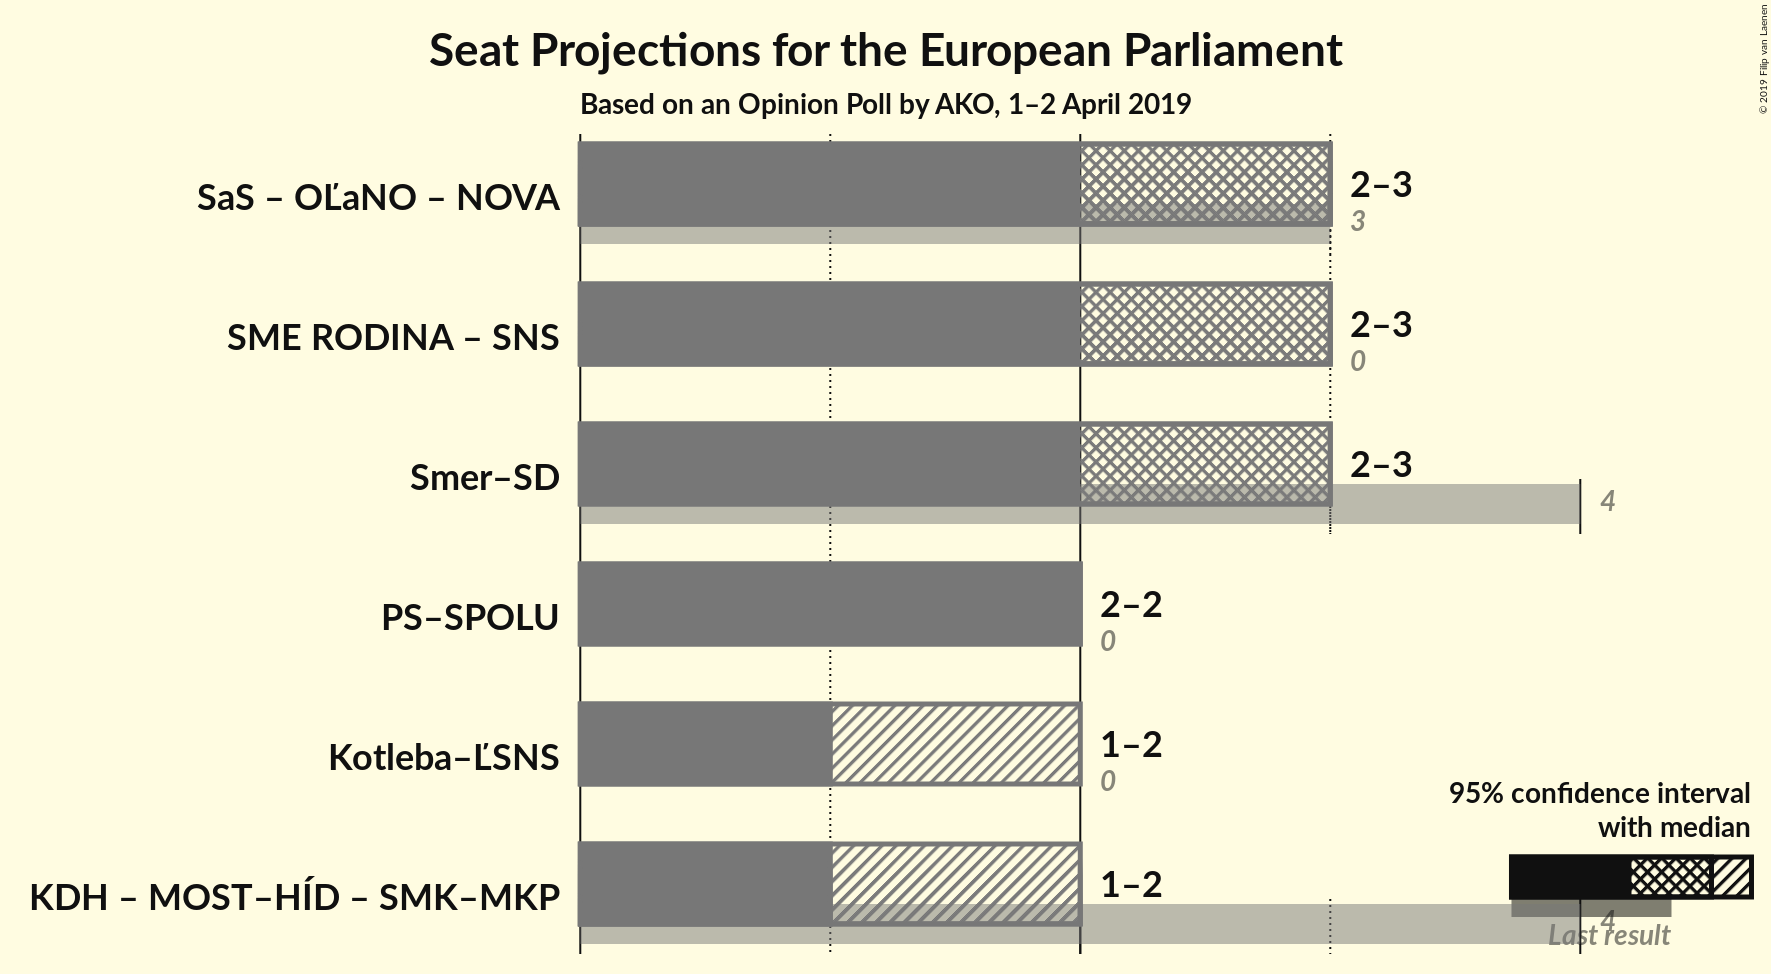 Seat Projections for the European Parliament
Based on an Opinion Poll by AKO, 1–2 April 2019
© 2019 Filip van Laenen
SaS – OĽaNO – NOVA
2–3
3
SME RODINA – SNS
2–3
0
Smer–SD
2–3
4
PS–SPOLU
2–2
0
Kotleba–ĽSNS
1–2
0
KDH – MOST–HÍD – SMK–MKP
1–2
4
95% confidence interval
with median
Last result